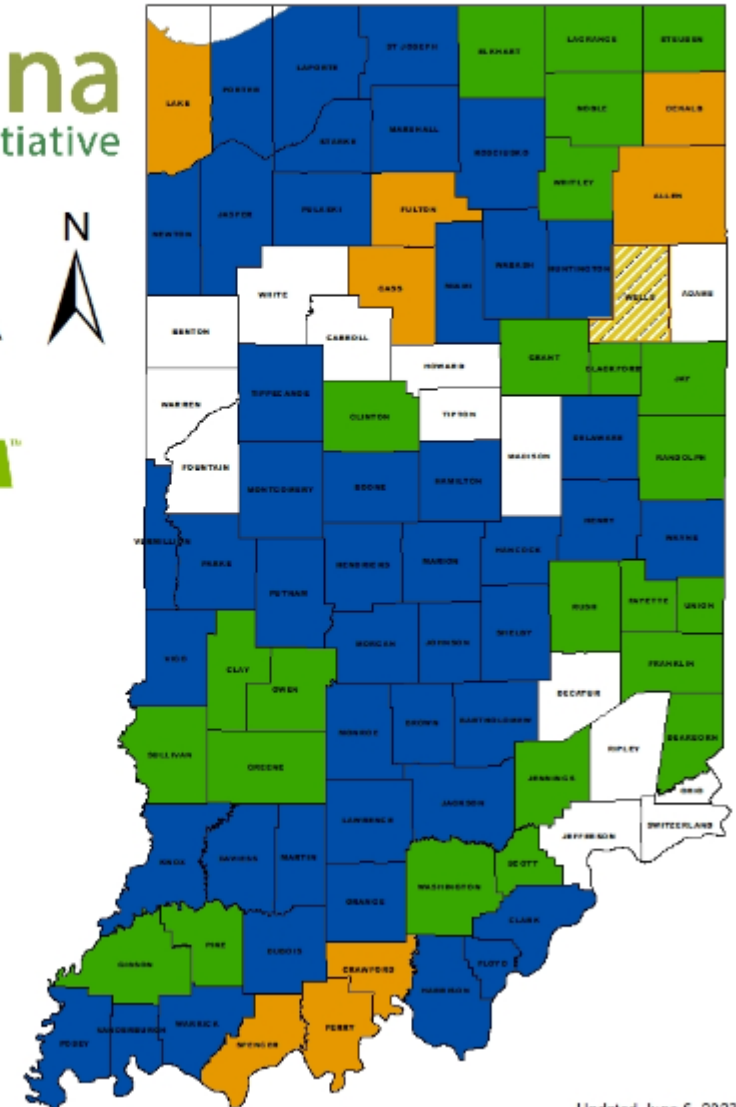 na
tiative
N
TM
ST JOSEPH
ELKHART
LAGRANGE
STEUBEN
LAPORTE
PORTER
LAKE
NOBLE
DEKALB
STARKE
MARSHALL
KOSCIUSKO
WHITLEY
ALLEN
NEWTON
JASPER
PULASKI
FULTON
CASS
MIAMI
WABASH
HUNTINGTON
WELLS
ADAMS
WHITE
BENTON
CARROLL
HOWARD
GRANT
BLACKFORD
JAY
WARREN
TIPPECANOE
CLINTON
TIPTON
MADISON
DELAWARE
RANDOLPH
FOUNTAIN
MONTGOMERY
BOONE
HAMILTON
HENRY
WAYNE
VERMILLION
PARKE
PUTNAM
HENDRICKS
MARION
HANCOCK
RUSH
FAYETTE
UNION
VIGO
CLAY
OWEN
MORGAN
JOHNSON
SHELBY
FRANKLIN
DECATUR
SULLIVAN
GREENE
MONROE
BROWN
BARTHOLOMEW
RIPLEY
DEARBORN
JENNINGS
OHIO
SWITZERLAND
JEFFERSON
LAWRENCE
JACKSON
KNOX
DAVIESS
MARTIN
ORANGE
WASHINGTON
SCOTT
CLARK
GIBSON
PIKE
DUBOIS
CRAWFORD
FLOYD
HARRISON
POSEY
VANDERBURGH
WARRICK
SPENCER
PERRY